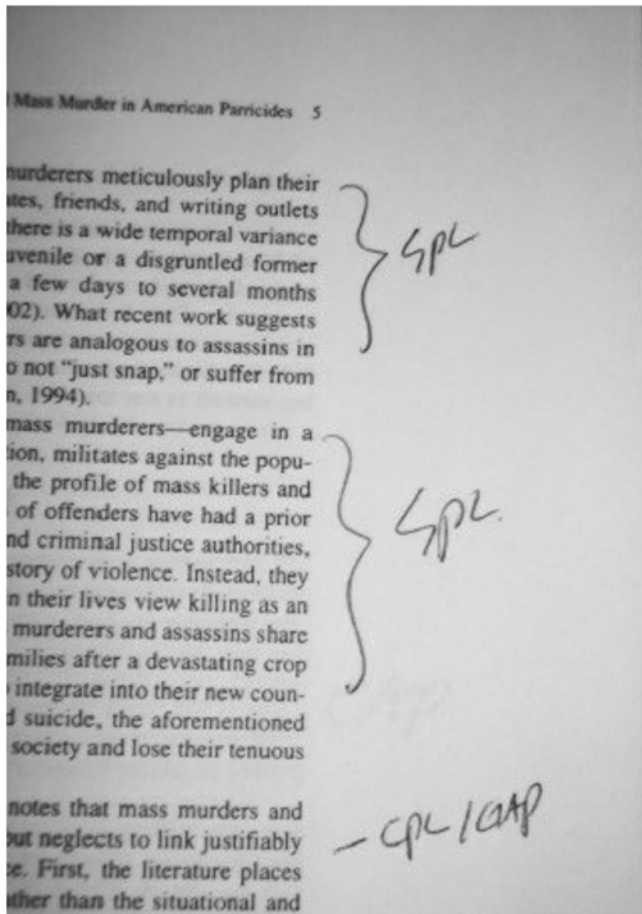 Mass Murder in American Parricides 5
murderers meticulously plan their
ates, friends, and writing outlets
there is a wide temporal variance
uvenile or a disgruntled former
a few days to several months
002). What recent work suggests
rs are analogous to assassins in
o not "just snap," or suffer from
n, 1994).
SPL
mass murderers—engage in a
ion, militates against the popu-
the profile of mass killers and
of offenders have had a prior
nd criminal justice authorities,
story of violence. Instead, they
n their lives view killing as an
murderers and assassins share
milies after a devastating crop
o integrate into their new coun-
d suicide, the aforementioned
society and lose their tenuous
SPL
notes that mass murders and
out neglects to link justifiably
e. First, the literature places
ather than the situational and
- CPL/GAP